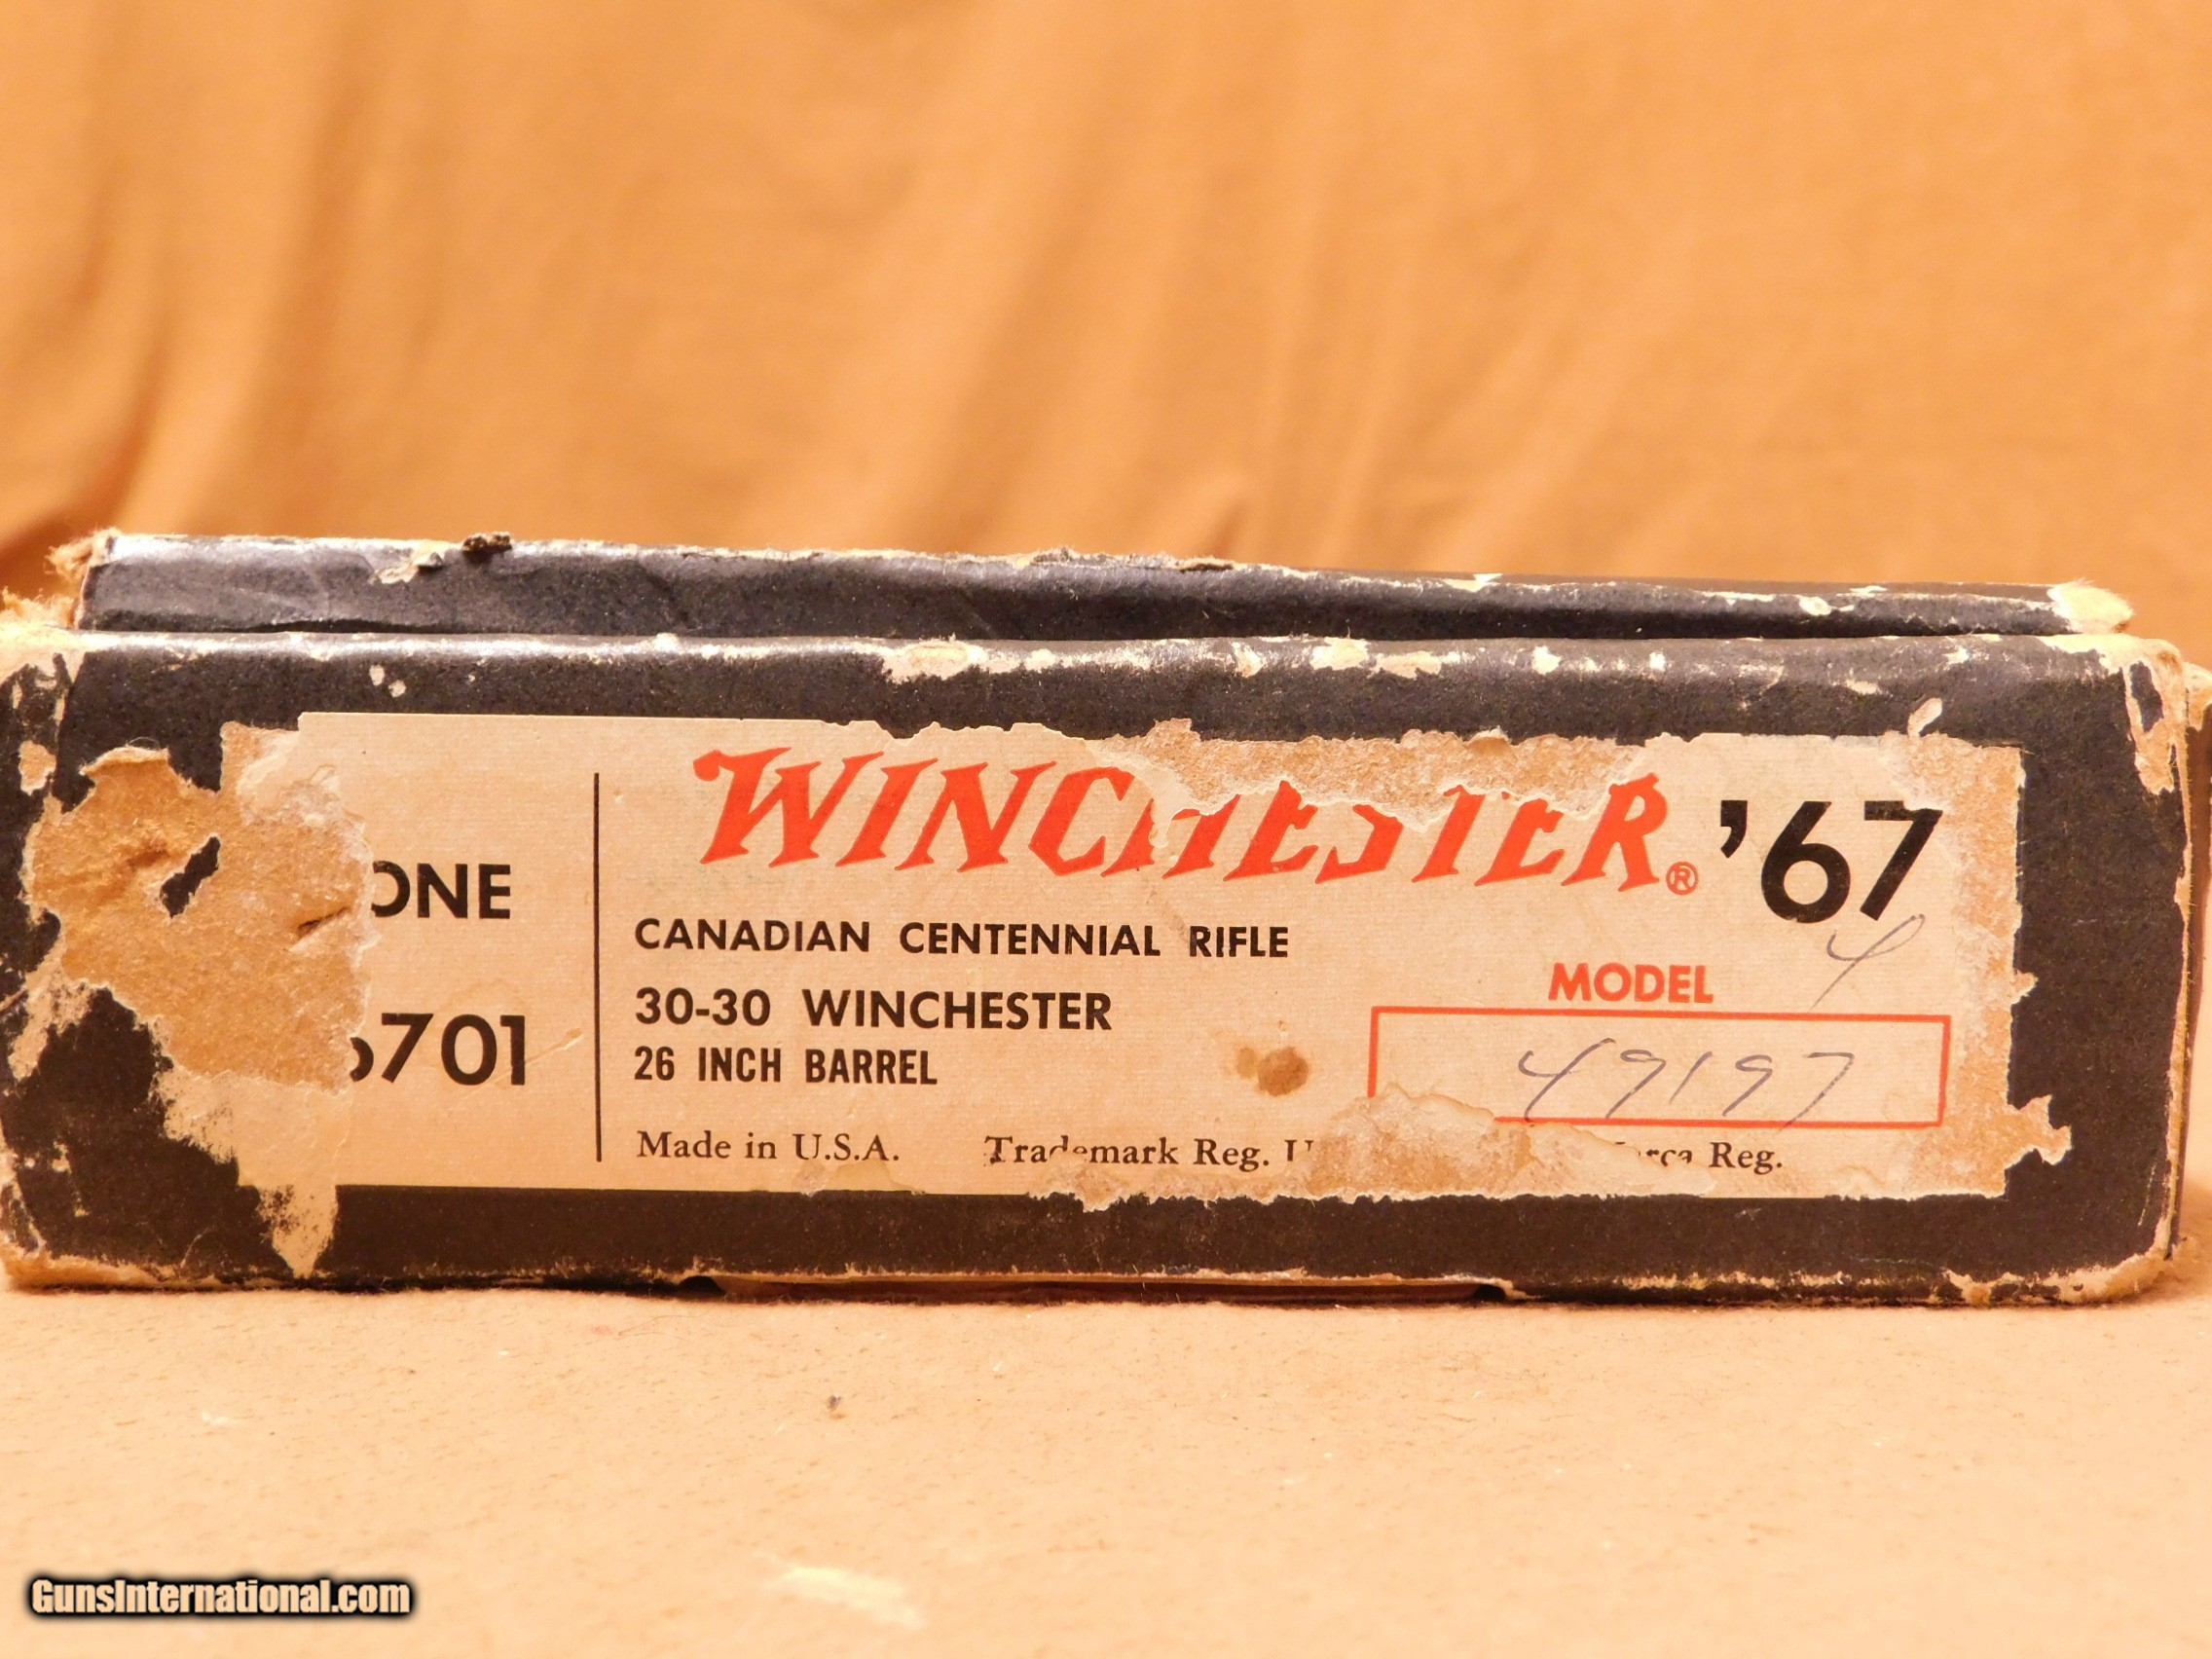 ONE
701
WINCHESTER® '67
CANADIAN CENTENNIAL RIFLE
30-30 WINCHESTER
26 INCH BARREL
MODEL
4
49197
Made in U.S.A. Trademark Reg. Reg.
GunsInternational.com